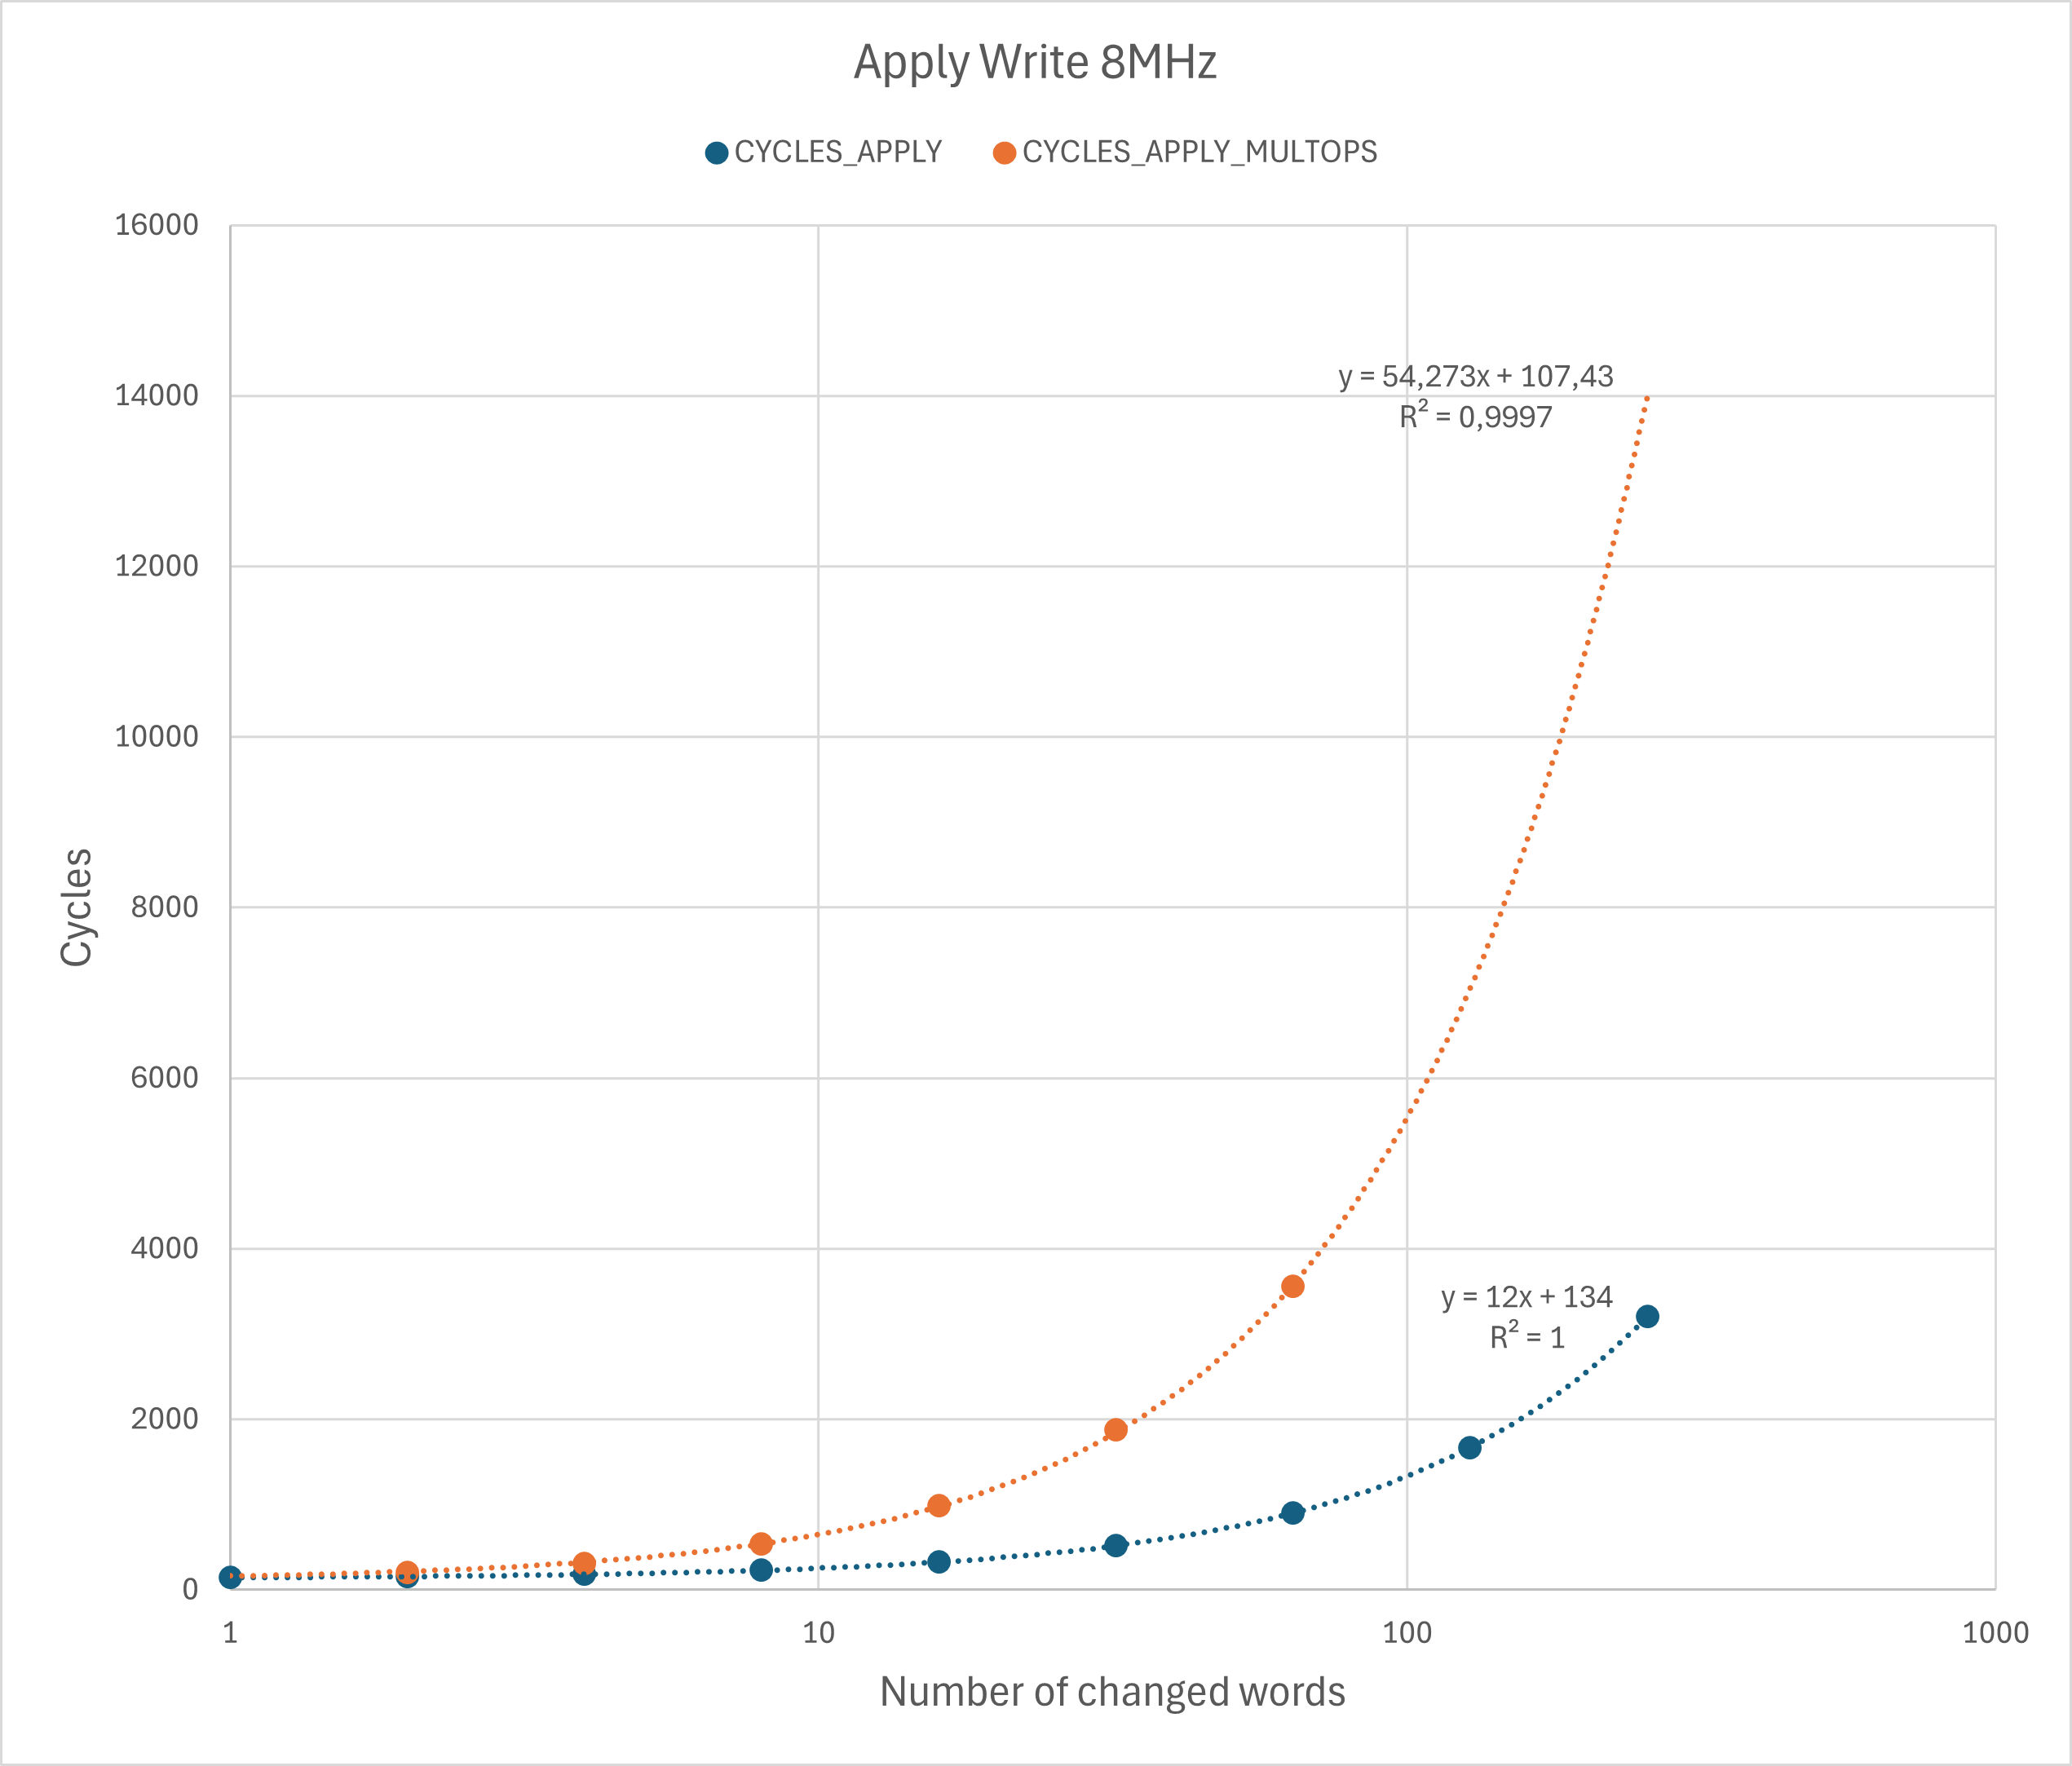 Apply Write 8MHz
CYCLES_APPLY CYCLES_APPLY_MULTOPS
16000
14000
12000
10000
8000
6000
4000
2000
0
Cycles
y = 54,273x + 107,43
R² = 0,9997
y = 12x + 134
R² = 1
1 10 100 1000
Number of changed words